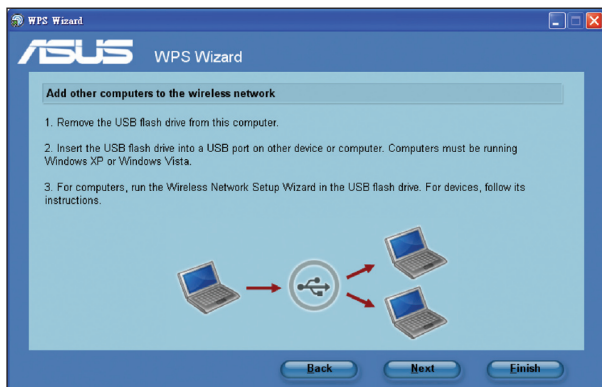 WPS Wizard
ASUS WPS Wizard
Add other computers to the wireless network
1. Remove the USB flash drive from this computer.
2. Insert the USB flash drive into a USB port on other device or computer. Computers must be running
Windows XP or Windows Vista.
3. For computers, run the Wireless Network Setup Wizard in the USB flash drive. For devices, follow its
instructions.
Back Next Finish